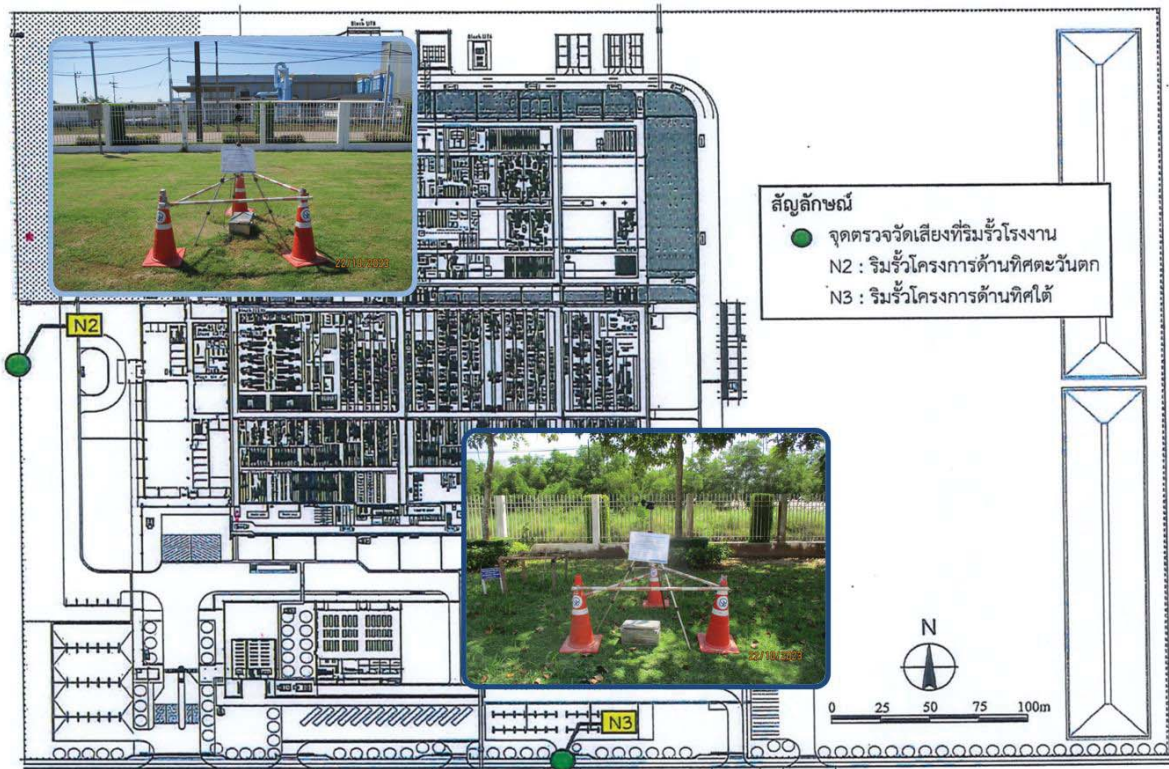 Block UT8
Block UT6
22/10/2023
สัญลักษณ์
จุดตรวจวัดเสียงที่ริมรั้วโรงงาน
N2 : ริมรั้วโครงการด้านทิศตะวันตก
N3 : ริมรั้วโครงการด้านทิศใต้
N2
22/10/2023
N
0 25 50 75 100m
N3